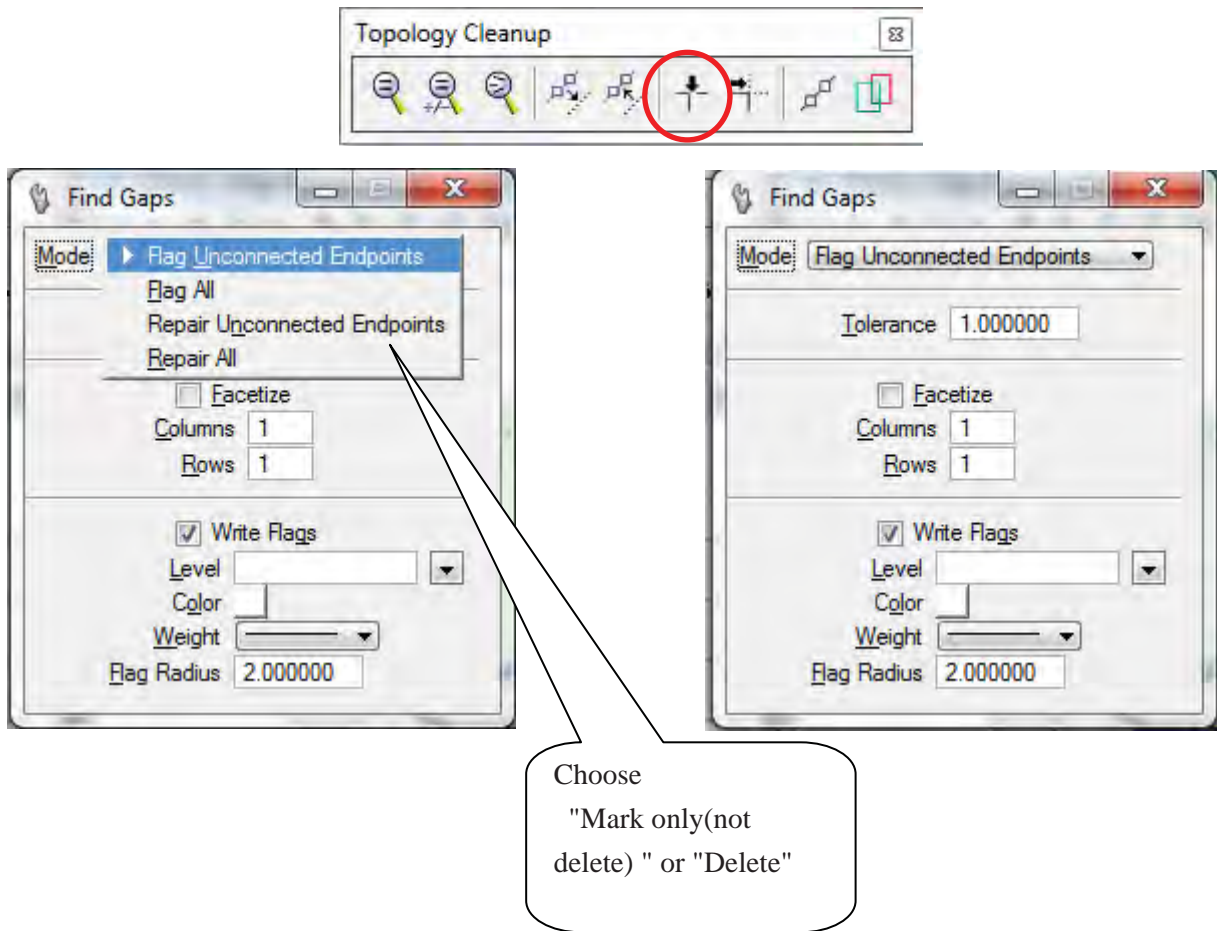 Topology Cleanup
Find Gaps
Mode
Flag Unconnected Endpoints
Flag All
Repair Unconnected Endpoints
Repair All
Facetize
Columns 1
Rows 1
Write Flags
Level
Color
Weight
Flag Radius 2.000000
Find Gaps
Mode Flag Unconnected Endpoints
Tolerance 1.000000
Facetize
Columns 1
Rows 1
Write Flags
Level
Color
Weight
Flag Radius 2.000000
Choose
"Mark only(not
delete) " or "Delete"